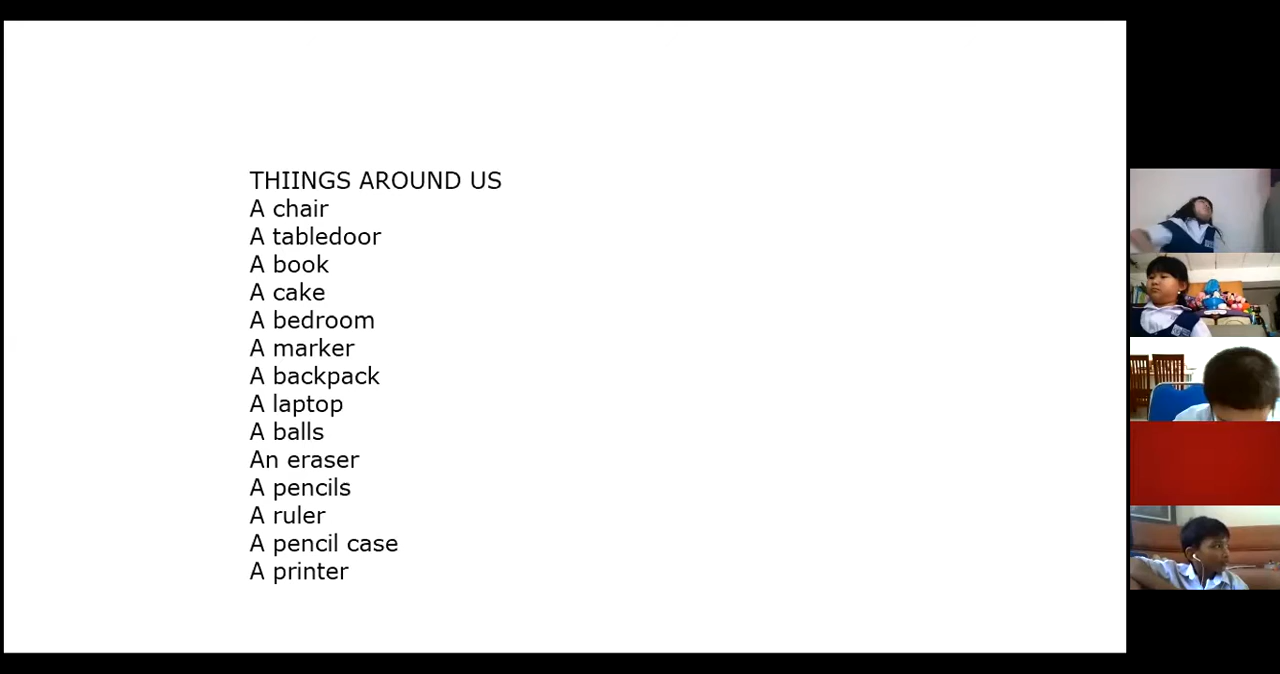 THIINGS AROUND US
A chair
A tabledoor
A book
A cake
A bedroom
A marker
A backpack
A laptop
A balls
An eraser
A pencils
A ruler
A pencil case
A printer